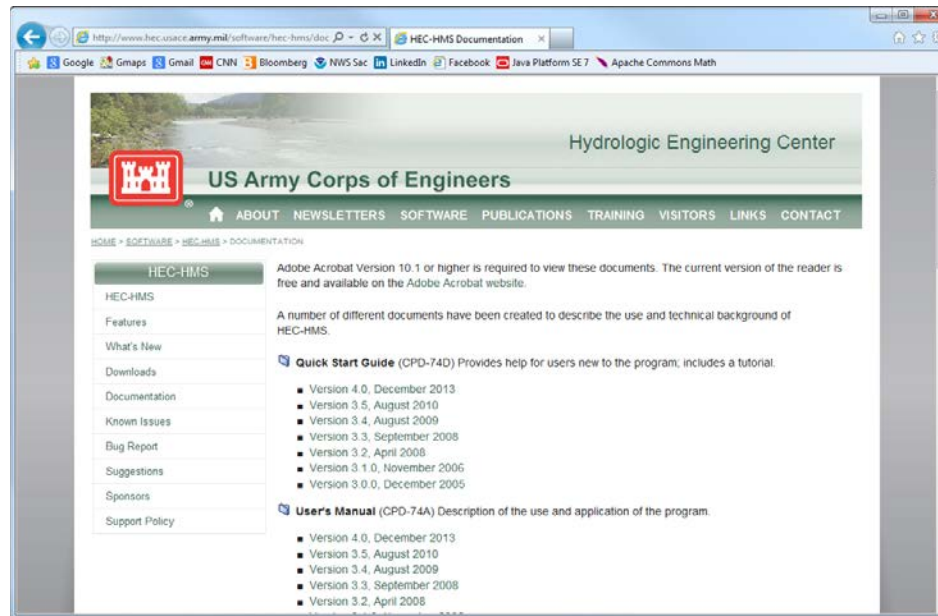 http://www.hec.usace.army.mil/software/hec-hms/doc
HEC-HMS Documentation
Google Gmaps Gmail CNN Bloomberg NWS Sac LinkedIn Facebook Java Platform SE 7 Apache Commons Math
Hydrologic Engineering Center
US Army Corps of Engineers
®
ABOUT NEWSLETTERS SOFTWARE PUBLICATIONS TRAINING VISITORS LINKS CONTACT
HOME > SOFTWARE > HEC-HMS > DOCUMENTATION
HEC-HMS
HEC-HMS
Features
What's New
Downloads
Documentation
Known Issues
Bug Report
Suggestions
Sponsors
Support Policy
Adobe Acrobat Version 10.1 or higher is required to view these documents. The current version of the reader is
free and available on the Adobe Acrobat website.
A number of different documents have been created to describe the use and technical background of
HEC-HMS.
Quick Start Guide (CPD-74D) Provides help for users new to the program; includes a tutorial.
Version 4.0, December 2013
Version 3.5, August 2010
Version 3.4, August 2009
Version 3.3, September 2008
Version 3.2, April 2008
Version 3.1.0, November 2006
Version 3.0.0, December 2005
User's Manual (CPD-74A) Description of the use and application of the program.
Version 4.0, December 2013
Version 3.5, August 2010
Version 3.4, August 2009
Version 3.3, September 2008
Version 3.2, April 2008